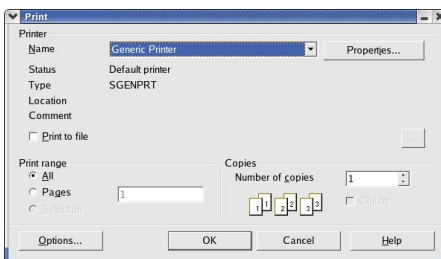 Print
Printer
Name Generic Printer Properties...
Status Default printer
Type SGENPRT
Location
Comment
Print to file ...
Print range
All
Pages 1
Selection
Copies
Number of copies 1
1 1 2 2 3 3
Collate
Options... OK Cancel Help